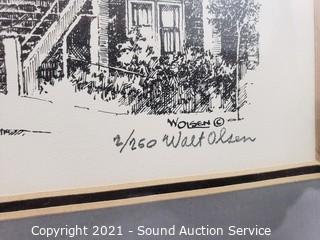 WOLSEN ©
2/260 Walt Olsen
Copyright 2021 - Sound Auction Service